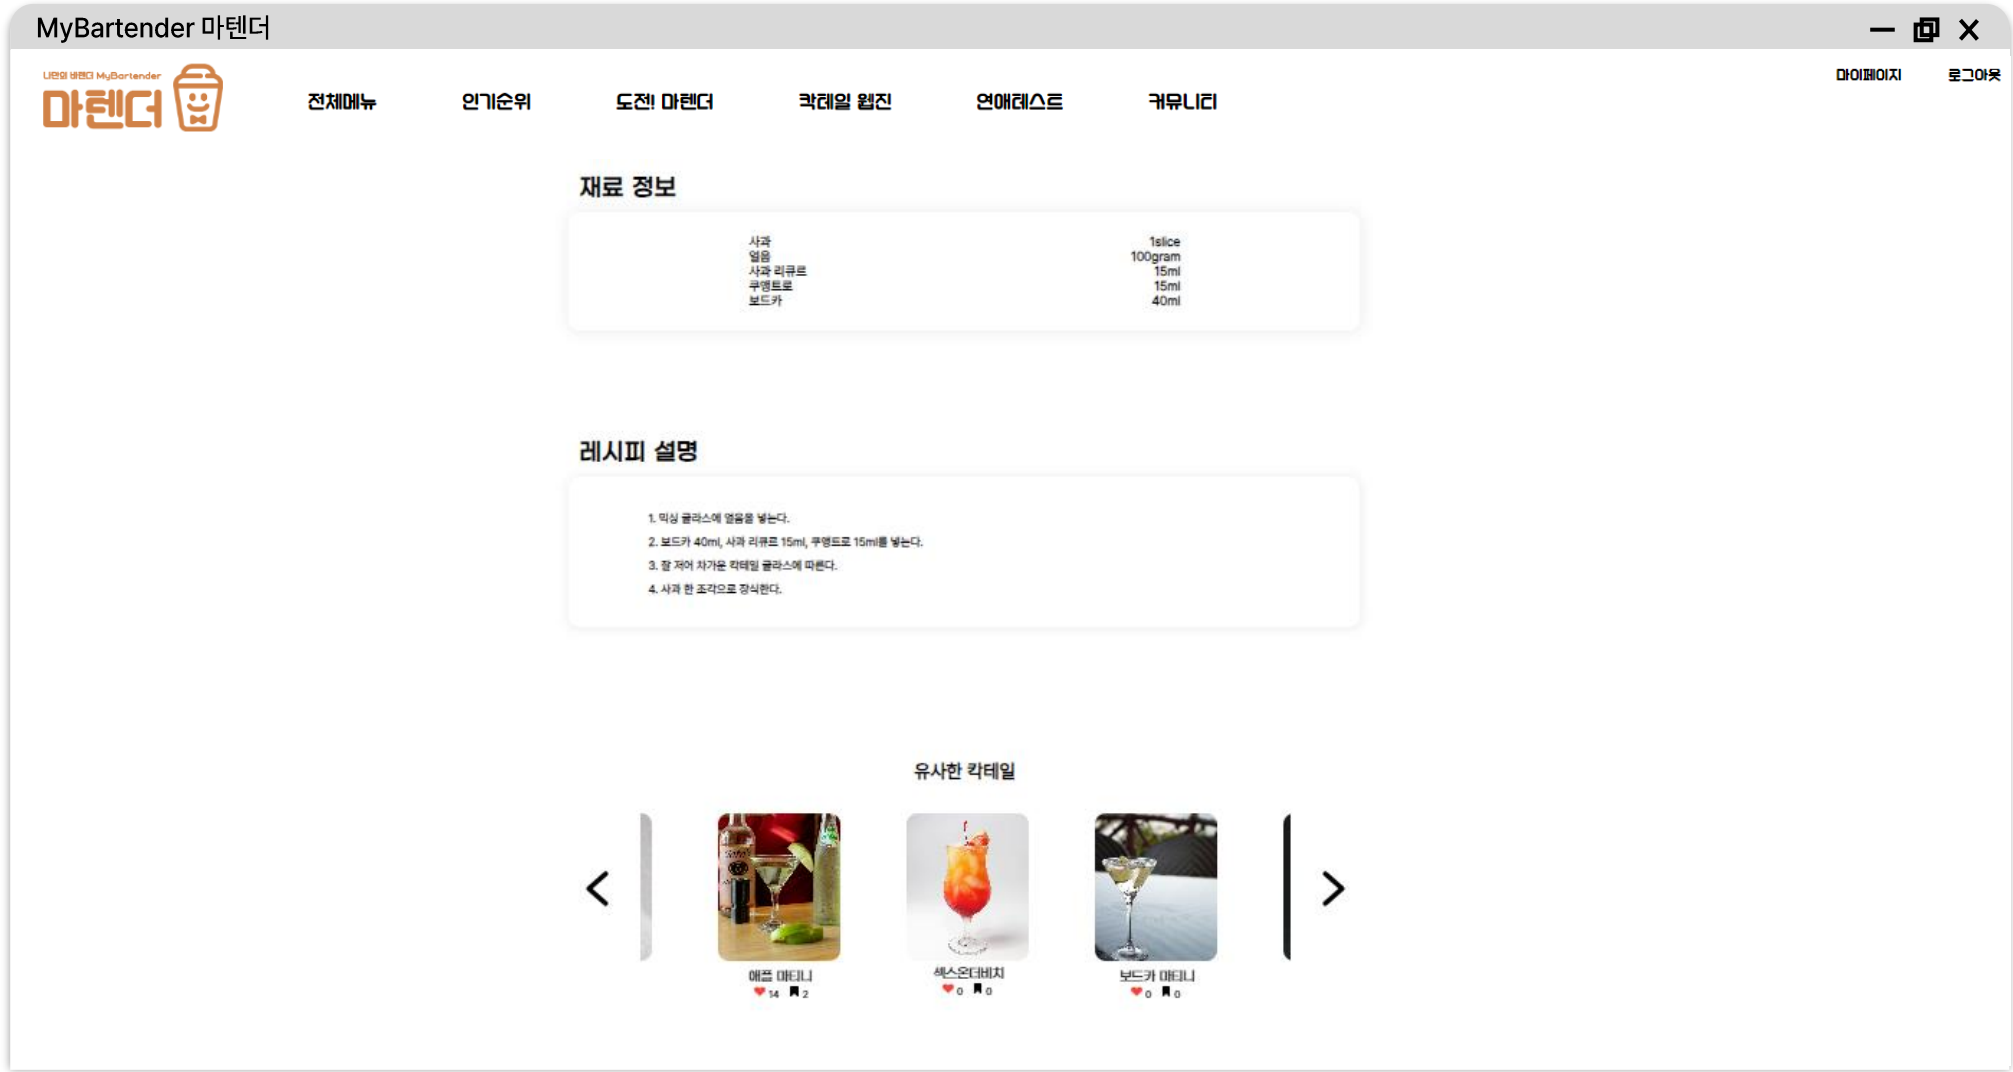 MyBartender 마텐더
나만의 바텐더 MyBartender
마텐더
전체메뉴 인기순위 도전! 마텐더 칵테일 웹진 연애테스트 커뮤니티
마이페이지 로그아웃
재료 정보
사과 1slice
얼음 100gram
사과 리큐르 15ml
쿠앵트로 15ml
보드카 40ml
레시피 설명
1. 믹싱 글라스에 얼음을 넣는다.
2. 보드카 40ml, 사과 리큐르 15ml, 쿠앵트로 15ml를 넣는다.
3. 잘 저어 차가운 칵테일 글라스에 따른다.
4. 사과 한 조각으로 장식한다.
유사한 칵테일
애플 마티니 섹스온더비치 보드카 마티니
14 2 0 0 0 0